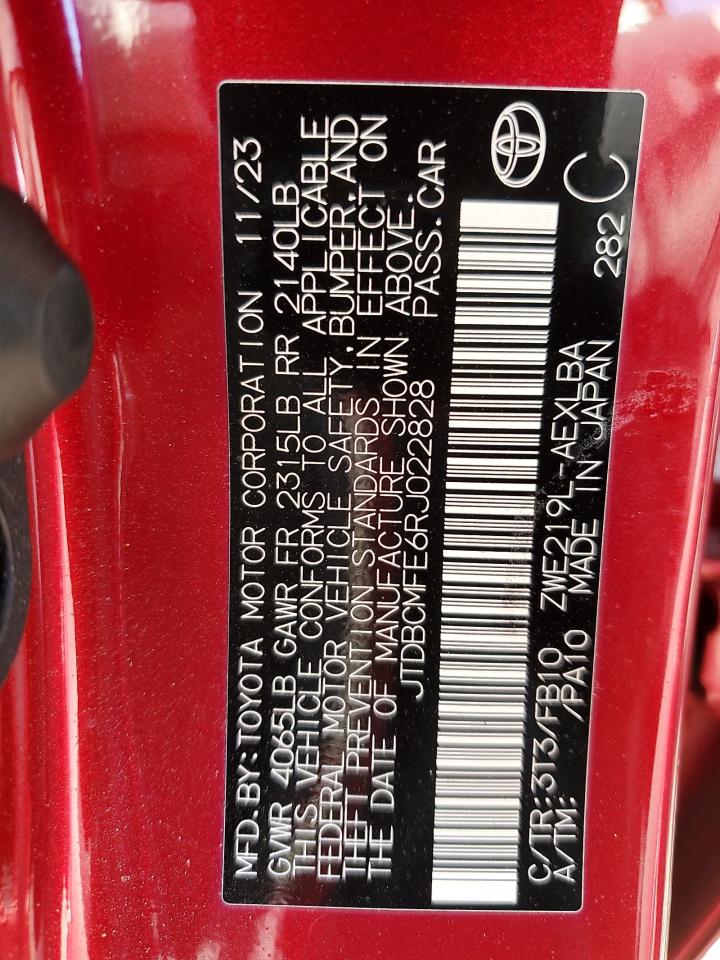 MFD. BY: TOYOTA MOTOR CORPORATION 11/23
GVWR 4065LB GAWR FR 2315LB RR 2140LB
THIS VEHICLE CONFORMS TO ALL APPLICABLE
FEDERAL MOTOR VEHICLE SAFETY, BUMPER, AND
THEFT PREVENTION STANDARDS IN EFFECT ON
THE DATE OF MANUFACTURE SHOWN ABOVE.
JTDBCMFE6RJ022828 PASS. CAR
C/TR: 3T3/FB10 ZWE219L-AEXLBA 282 C
A/TM: /PA10 MADE IN JAPAN